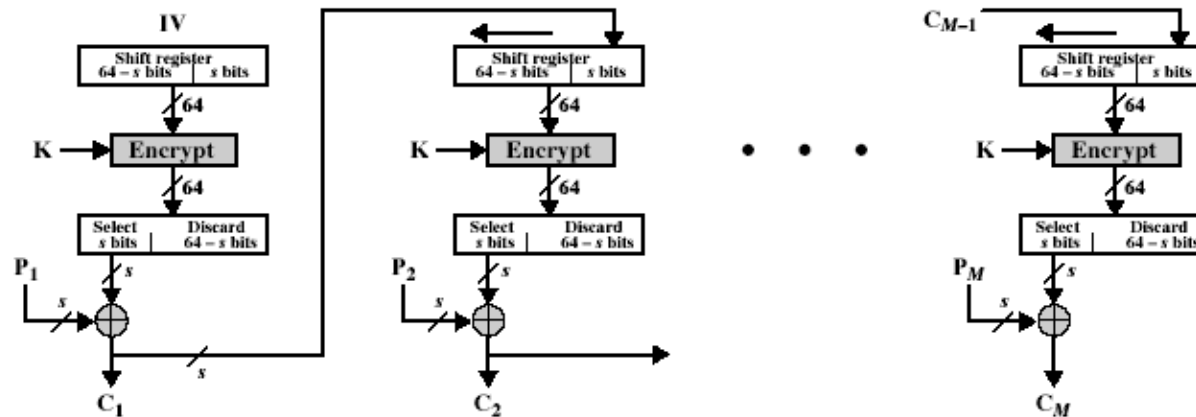 IV
C_{M−1}
Shift register
64 – s bits s bits
Shift register
64 – s bits s bits
Shift register
64 – s bits s bits
64
64
64
K Encrypt
K Encrypt
• • •
K Encrypt
64
64
64
Select Discard
s bits 64 – s bits
Select Discard
s bits 64 – s bits
Select Discard
s bits 64 – s bits
P₁ s
P₂ s
P_M s
s
s
s
s
C₁
C₂
C_M